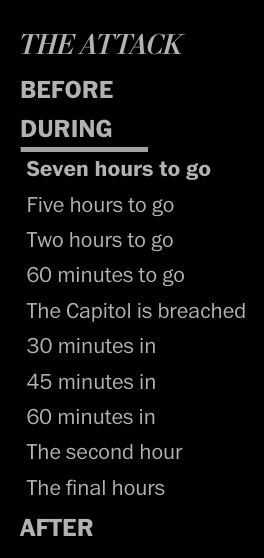 THE ATTACK
BEFORE
DURING
Seven hours to go
Five hours to go
Two hours to go
60 minutes to go
The Capitol is breached
30 minutes in
45 minutes in
60 minutes in
The second hour
The final hours
AFTER